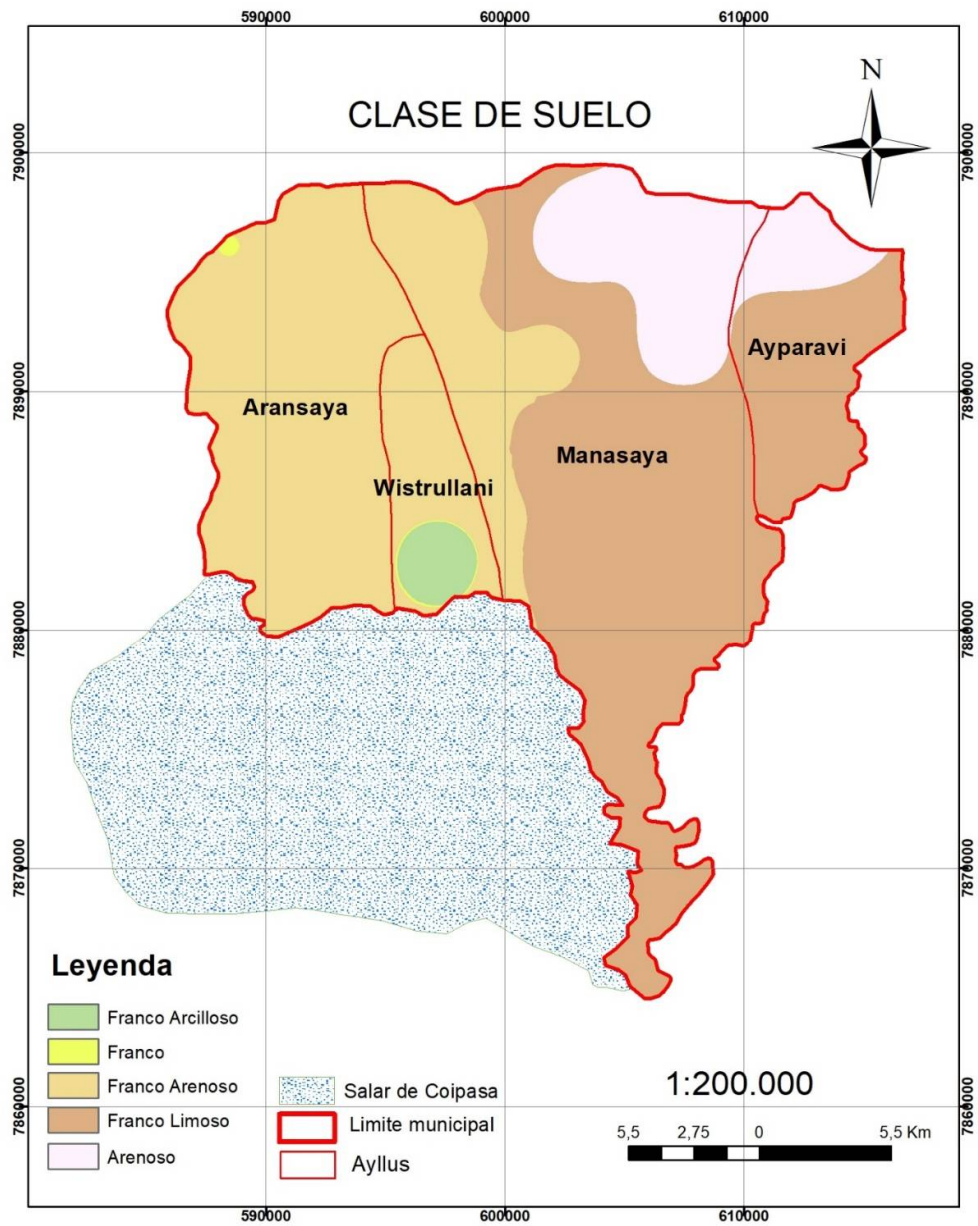 590000 600000 610000
N
CLASE DE SUELO
7900000 7900000
Ayparavi
7890000 7890000
Aransaya
Manasaya
Wistrullani
7880000 7880000
7870000 7870000
Leyenda
Franco Arcilloso
Franco
Franco Arenoso
Franco Limoso
Arenoso
Salar de Coipasa
Limite municipal
Ayllus
1:200.000
7860000 7860000
5,5 2,75 0 5,5 Km
590000 600000 610000